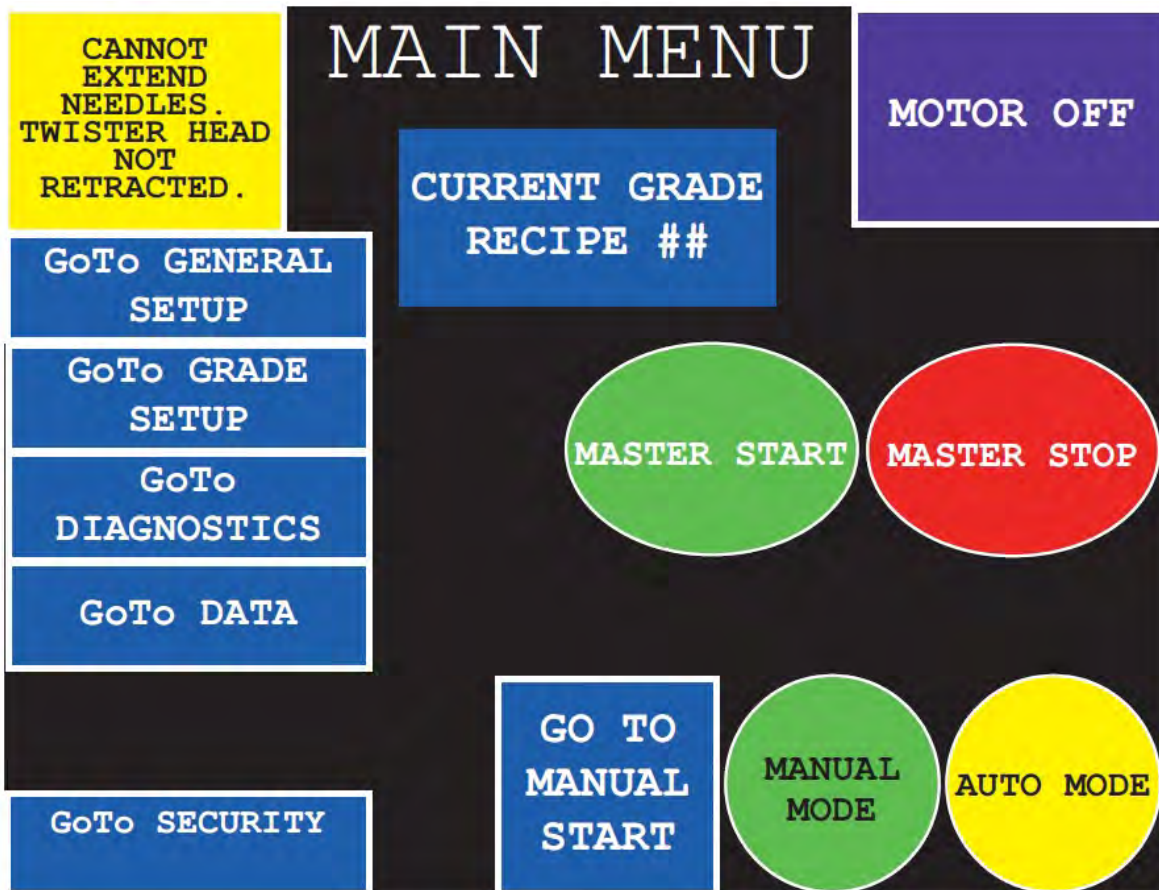 CANNOT
EXTEND
NEEDLES.
TWISTER HEAD
NOT
RETRACTED.
MAIN MENU
MOTOR OFF
CURRENT GRADE
RECIPE ##
GoTo GENERAL
SETUP
GoTo GRADE
SETUP
GoTo
DIAGNOSTICS
GoTo DATA
MASTER START
MASTER STOP
GoTo SECURITY
GO TO
MANUAL
START
MANUAL
MODE
AUTO MODE